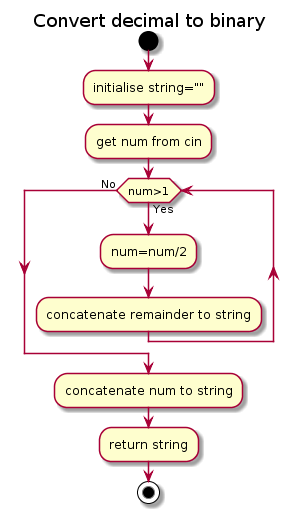 Convert decimal to binary
initialise string=""
get num from cin
No
num>1
Yes
num=num/2
concatenate remainder to string
concatenate num to string
return string